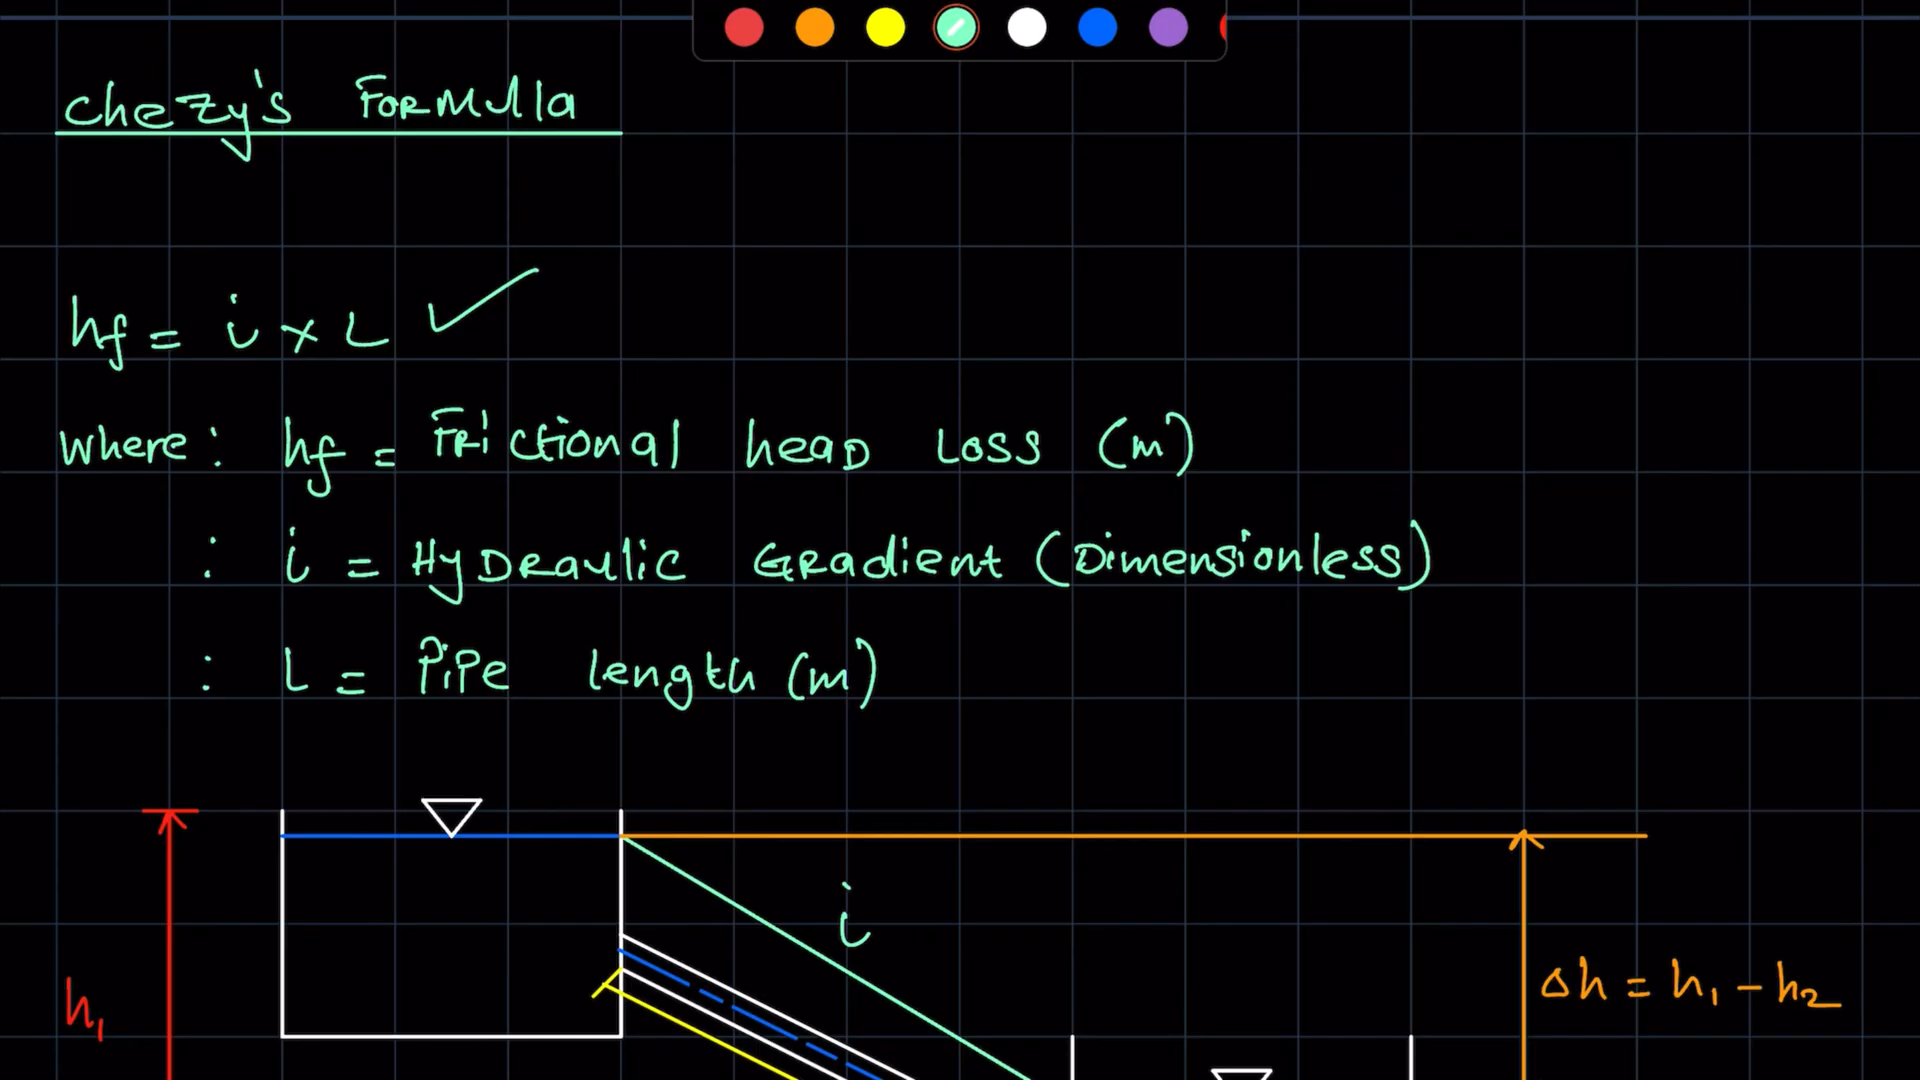 Chezy's Formula
hf = i × L ✓
Where: hf = Frictional head Loss (m)
: i = Hydraulic Gradient (Dimensionless)
: L = Pipe length (m)
i
h₁
Δh = h₁ - h₂